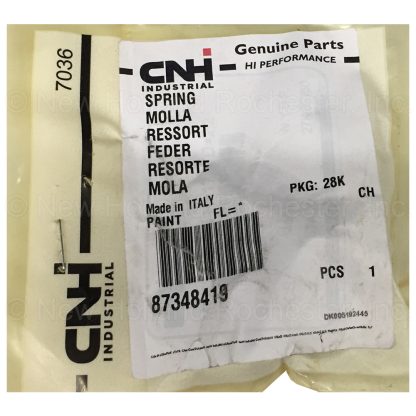 7036
CNH
INDUSTRIAL
Genuine Parts
HI PERFORMANCE
SPRING
MOLLA
RESSORT
FEDER
RESORTE
MOLA
PKG: 28K
CH
Made in ITALY
PAINT FL=*
87348419
PCS 1
CNH
INDUSTRIAL